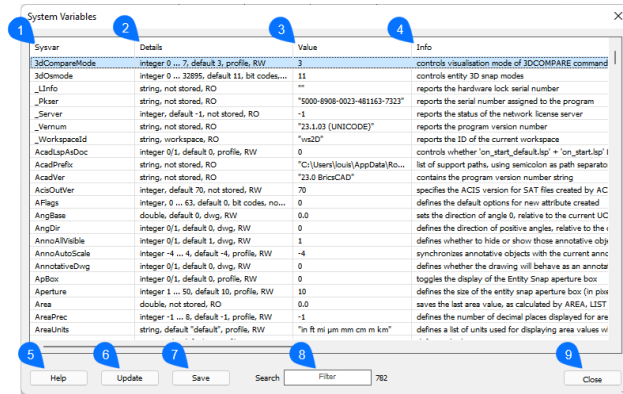 System Variables
1 2 3 4
Sysvar Details Value Info
3dCompareMode integer 0 ... 7, default 3, profile, RW 3 controls visualisation mode of 3DCOMPARE command
3dOsmode integer 0 ... 32895, default 11, bit codes,... 11 controls entity 3D snap modes
_LInfo string, not stored, RO "" reports the hardware lock serial number
_Pkser string, not stored, RO "5000-8908-0023-481163-7323" reports the serial number assigned to the program
_Server integer, default -1, not stored, RO -1 reports the status of the network license server
_Vernum string, not stored, RO "23.1.03 (UNICODE)" reports the program version number
_WorkspaceId string, workspace, RO "ws2D" reports the ID of the current workspace
AcadLspAsDoc integer 0/1, default 0, profile, RW 0 controls whether 'on_start_default.lsp' + 'on_start.lsp'
AcadPrefix string, not stored, RO "C:\Users\louis\AppData\Ro... list of support paths, using semicolon as path separato
AcadVer string, not stored, RO "23.0 BricsCAD" contains the program version number string
AcisOutVer integer, default 70, not stored, RW 70 specifies the ACIS version for SAT files created by AC
AFlags integer, 0 ... 63, default 0, bit codes, no... 0 defines the default options for new attribute created
AngBase double, default 0, dwg, RW 0.0 sets the direction of angle 0, relative to the current UC
AngDir integer 0/1, default 0, dwg, RW 0 defines the direction of positive angles, relative to the
AnnoAllVisible integer 0/1, default 1, dwg, RW 1 defines whether to hide or show those annotative obj
AnnoAutoScale integer -4 ... 4, default -4, profile, RW -4 synchronizes annotative objects with the current anno
AnnotativeDwg integer 0/1, default 0, dwg, RW 0 defines whether the drawing will behave as an annotat
ApBox integer 0/1, default 0, profile, RW 0 toggles the display of the Entity Snap aperture box
Aperture integer 1 ... 50, default 10, profile, RW 10 defines the size of the entity snap aperture box (in pixe
Area double, not stored, RO 0.0 saves the last area value, as calculated by AREA, LIST
AreaPrec integer -1 ... 8, default -1, profile, RW -1 defines the number of decimal places displayed for are
AreaUnits string, default "default", profile, RW "in ft mi µm mm cm m km" defines a list of units used for displaying area values w
5 6 7 8 9
Help Update Save Search Filter 782 Close